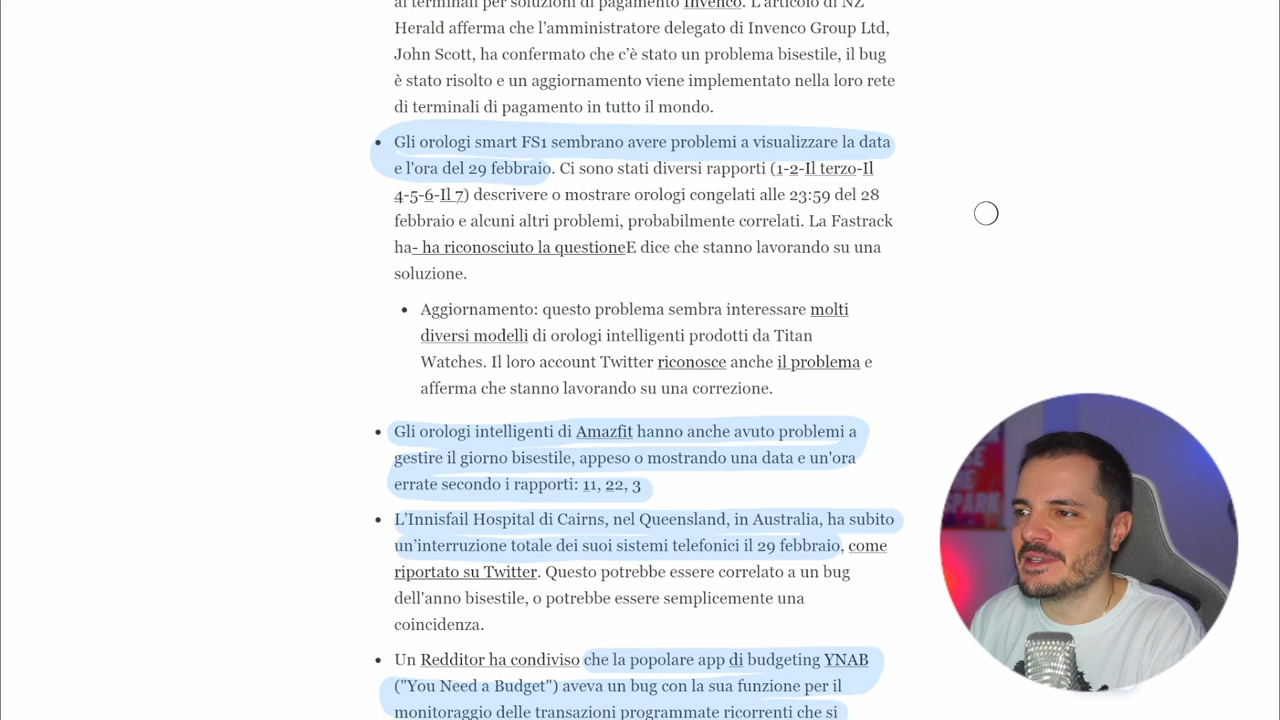 ai terminali per soluzioni di pagamento Invenco. L'articolo di NZ
Herald afferma che l’amministratore delegato di Invenco Group Ltd,
John Scott, ha confermato che c’è stato un problema bisestile, il bug
è stato risolto e un aggiornamento viene implementato nella loro rete
di terminali di pagamento in tutto il mondo.
• Gli orologi smart FS1 sembrano avere problemi a visualizzare la data
e l’ora del 29 febbraio. Ci sono stati diversi rapporti (1-2-Il terzo-Il
4-5-6-Il 7) descrivere o mostrare orologi congelati alle 23:59 del 28
febbraio e alcuni altri problemi, probabilmente correlati. La Fastrack
ha- ha riconosciuto la questioneE dice che stanno lavorando su una
soluzione.
• Aggiornamento: questo problema sembra interessare molti
diversi modelli di orologi intelligenti prodotti da Titan
Watches. Il loro account Twitter riconosce anche il problema e
afferma che stanno lavorando su una correzione.
• Gli orologi intelligenti di Amazfit hanno anche avuto problemi a
gestire il giorno bisestile, appeso o mostrando una data e un'ora
errate secondo i rapporti: 11, 22, 3
• L’Innisfail Hospital di Cairns, nel Queensland, in Australia, ha subito
un’interruzione totale dei suoi sistemi telefonici il 29 febbraio, come
riportato su Twitter. Questo potrebbe essere correlato a un bug
dell'anno bisestile, o potrebbe essere semplicemente una
coincidenza.
• Un Redditor ha condiviso che la popolare app di budgeting YNAB
("You Need a Budget") aveva un bug con la sua funzione per il
monitoraggio delle transazioni programmate ricorrenti che si